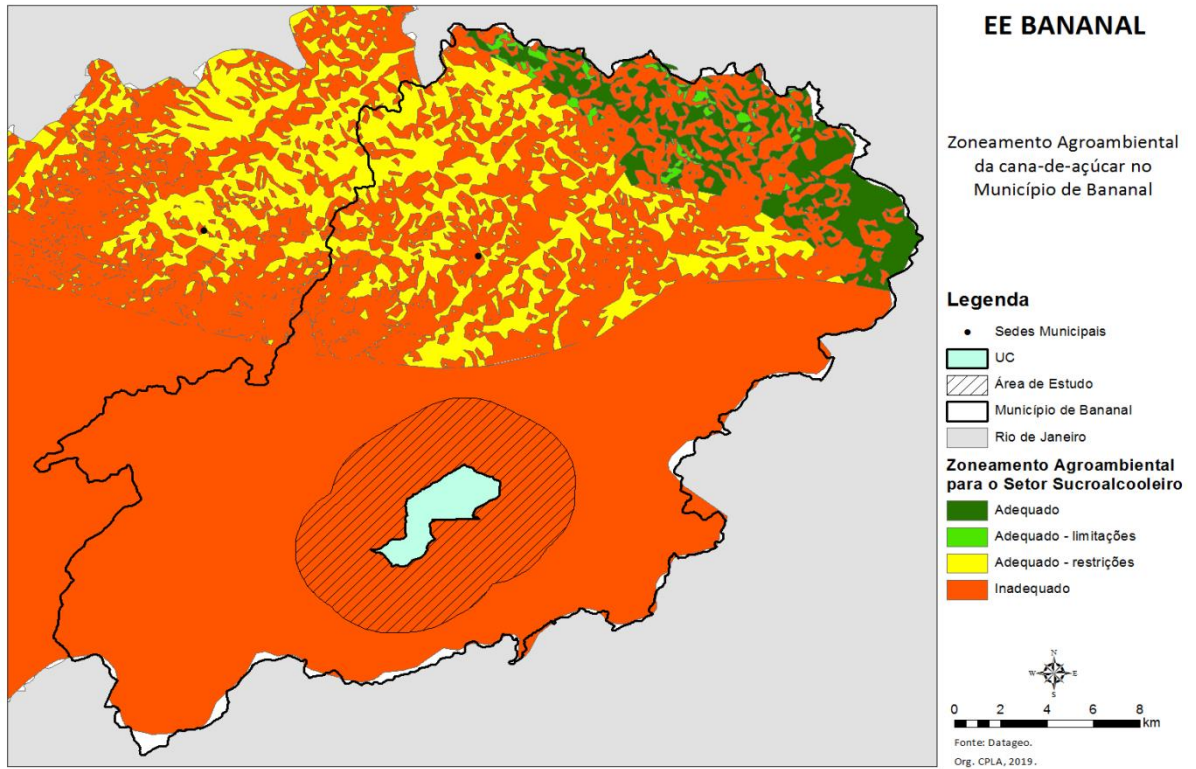 EE BANANAL
Zoneamento Agroambiental
da cana-de-açúcar no
Município de Bananal
Legenda
Sedes Municipais
UC
Área de Estudo
Município de Bananal
Rio de Janeiro
Zoneamento Agroambiental
para o Setor Sucroalcooleiro
Adequado
Adequado - limitações
Adequado - restrições
Inadequado
N
W E
S
0 2 4 6 8
km
Fonte: Datageo.
Org. CPLA, 2019.